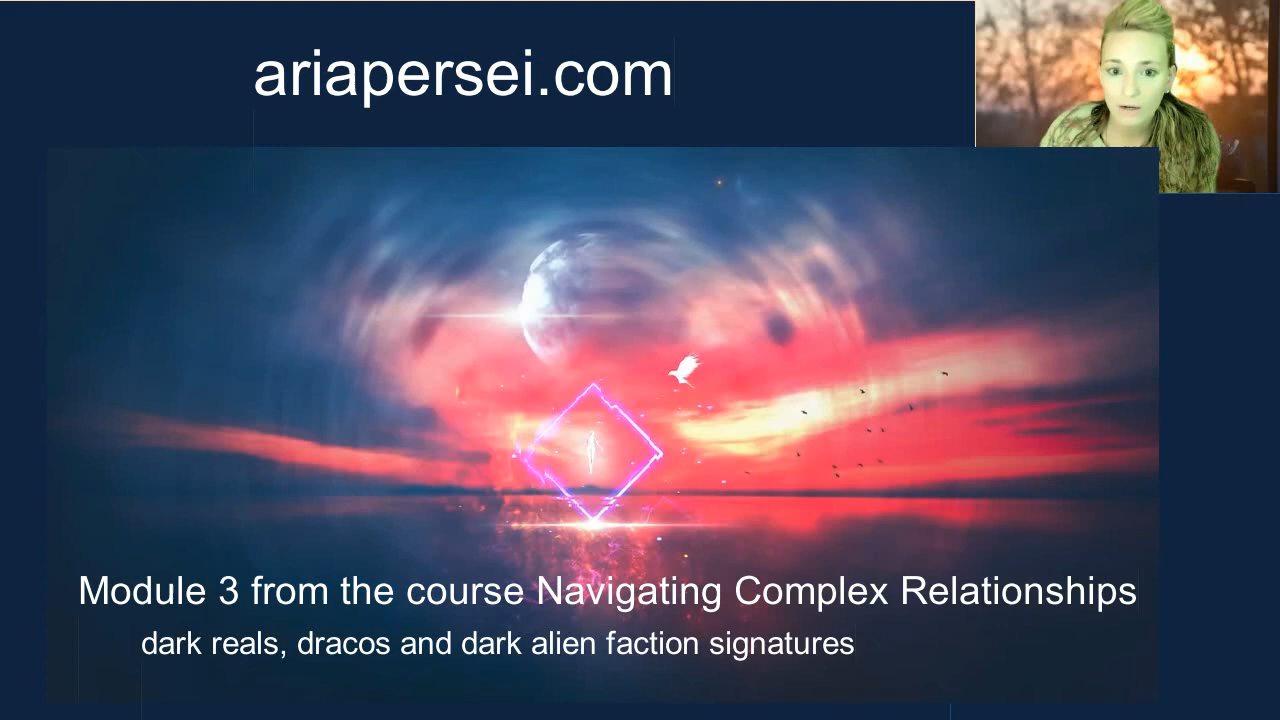 ariapersei.com
Module 3 from the course Navigating Complex Relationships
dark reals, dracos and dark alien faction signatures